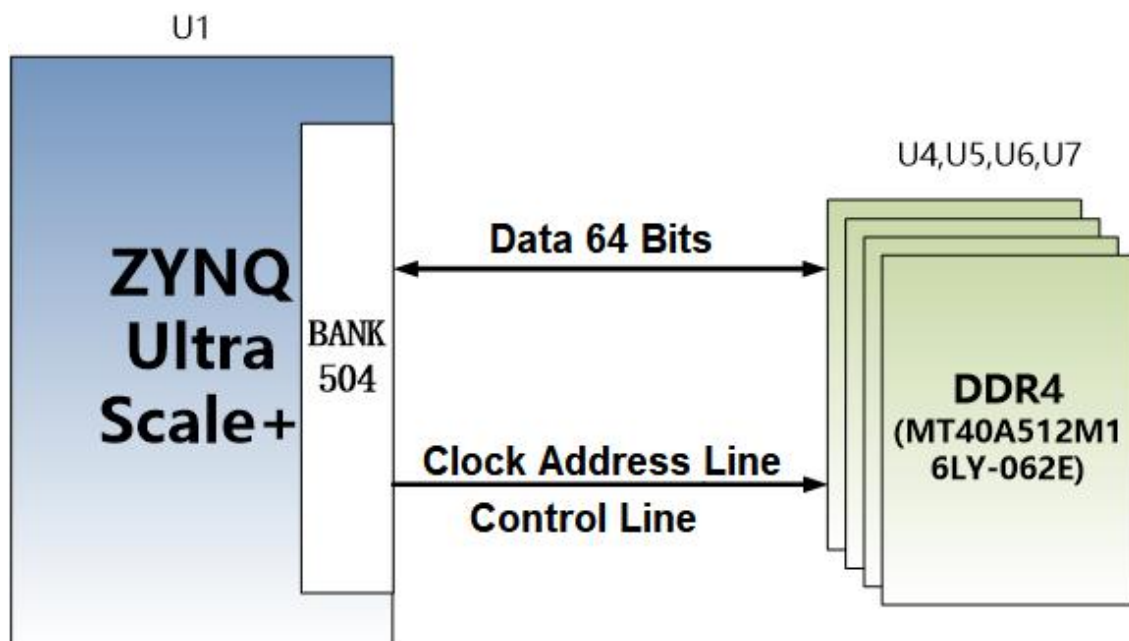 U1
U4,U5,U6,U7
ZYNQ
Ultra
Scale+
BANK
504
Data 64 Bits
Clock Address Line
Control Line
DDR4
(MT40A512M1
6LY-062E)